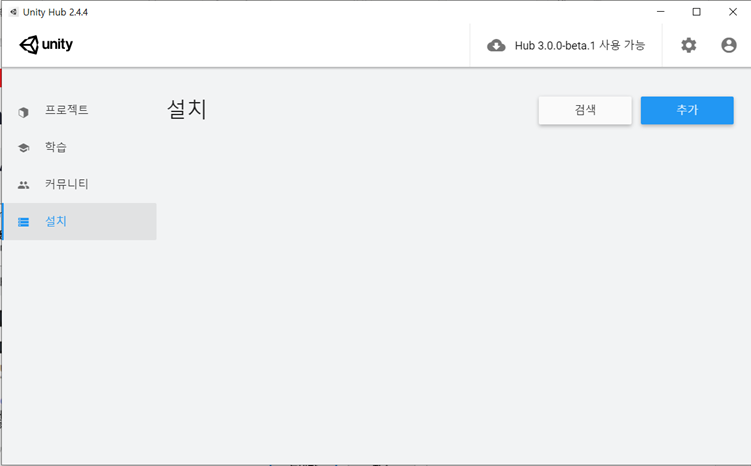 Unity Hub 2.4.4
unity
Hub 3.0.0-beta.1 사용 가능
프로젝트
학습
커뮤니티
설치
설치
검색
추가